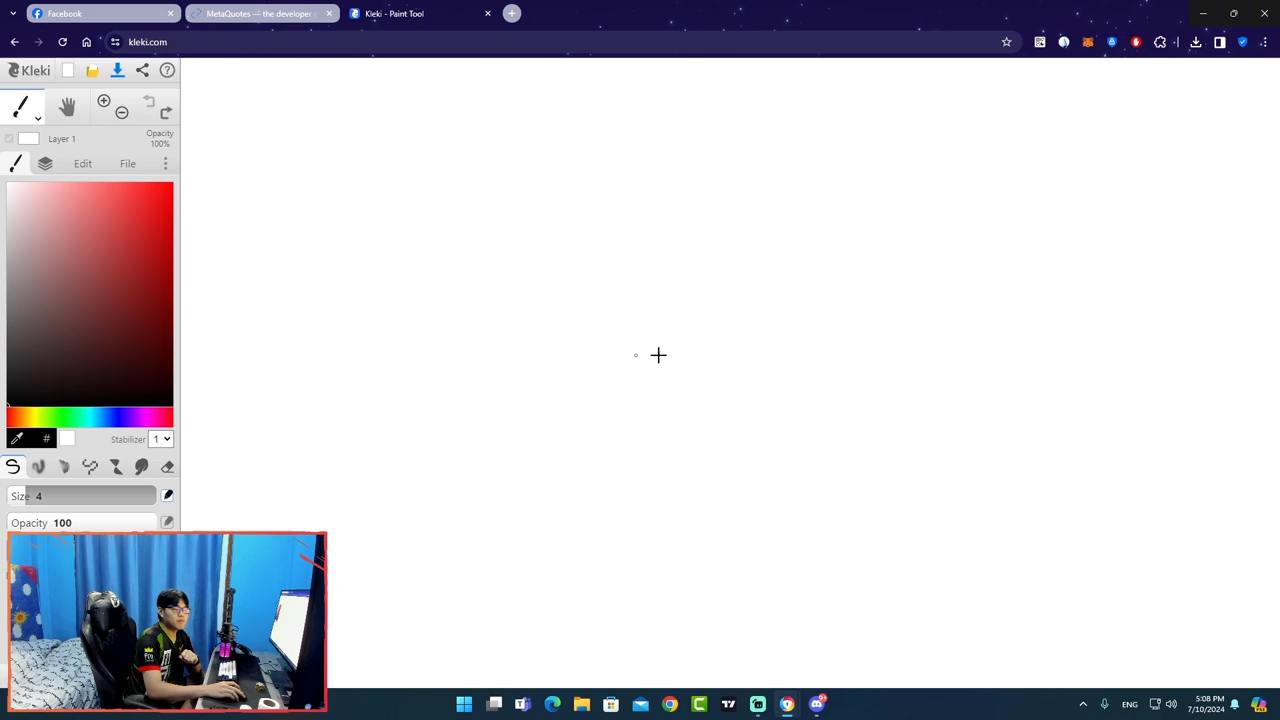 Facebook
MetaQuotes — the developer
Kleki - Paint Tool
kleki.com
Kleki
Layer 1
Opacity
100%
Edit
File
#
Stabilizer
1
Size 4
Opacity 100
ENG
5:08 PM
7/10/2024